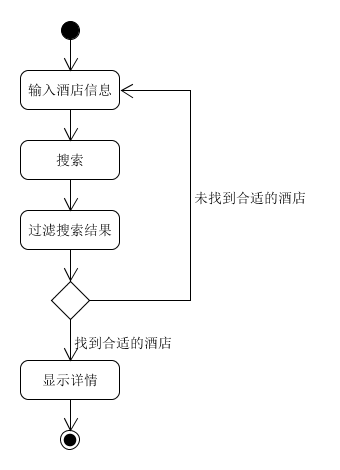 输入酒店信息
搜索
未找到合适的酒店
过滤搜索结果
找到合适的酒店
显示详情